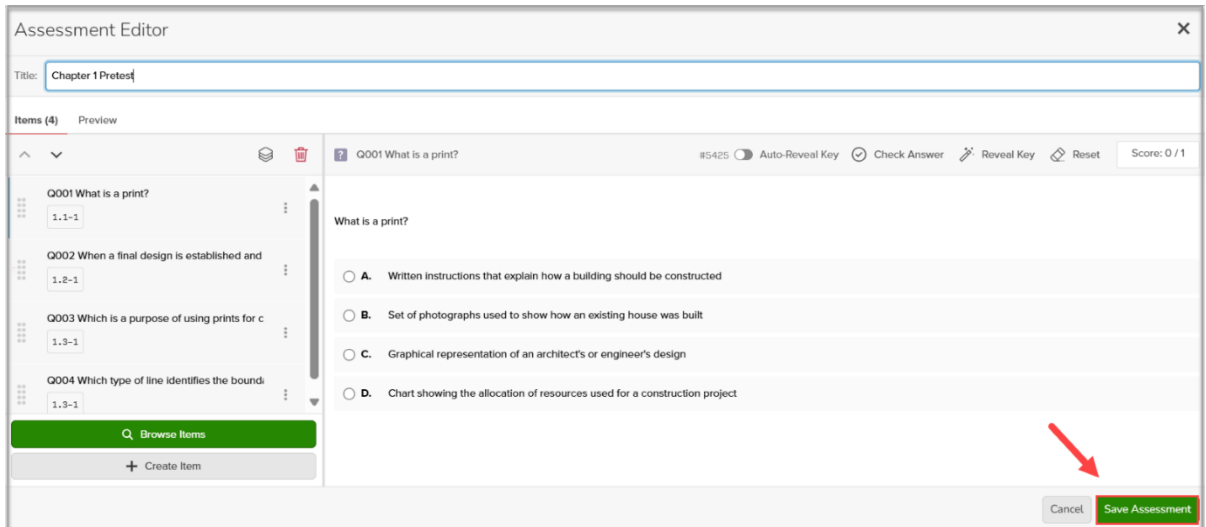 Assessment Editor
Title: Chapter 1 Pretest
Items (4) Preview
Q001 What is a print?
1.1-1
Q002 When a final design is established and
1.2-1
Q003 Which is a purpose of using prints for c
1.3-1
Q004 Which type of line identifies the bounda
1.3-1
Browse Items
Create Item
Q001 What is a print? #5425 Auto-Reveal Key Check Answer Reveal Key Reset Score: 0 / 1
What is a print?
A. Written instructions that explain how a building should be constructed
B. Set of photographs used to show how an existing house was built
C. Graphical representation of an architect's or engineer's design
D. Chart showing the allocation of resources used for a construction project
Cancel Save Assessment